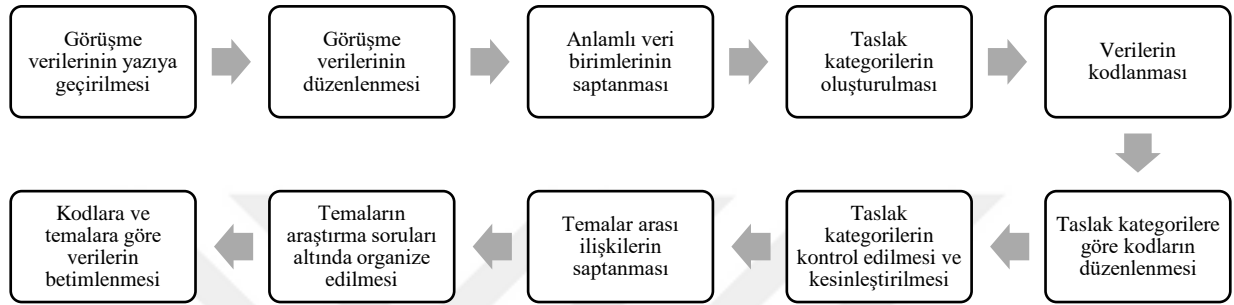 Görüşme
verilerinin yazıya
geçirilmesi
Görüşme
verilerinin
düzenlenmesi
Anlamlı veri
birimlerinin
saptanması
Taslak
kategorilerin
oluşturulması
Verilerin
kodlanması
Taslak kategorilere
göre kodların
düzenlenmesi
Taslak
kategorilerin
kontrol edilmesi ve
kesinleştirilmesi
Temalar arası
ilişkilerin
saptanması
Temaların
araştırma soruları
altında organize
edilmesi
Kodlara ve
temalara göre
verilerin
betimlenmesi